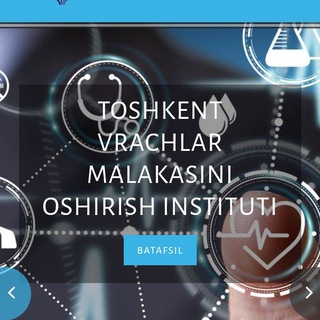 TOSHKENT
VRACHLAR
MALAKASINI
OSHIRISH INSTITUTI
BATAFSIL